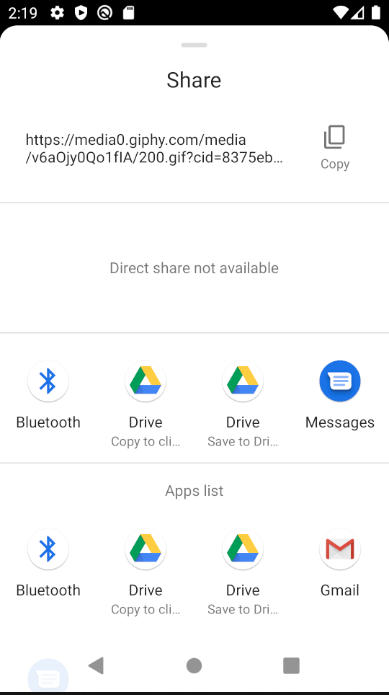 2:19
Share
https://media0.giphy.com/media
/v6aOjy0Qo1fIA/200.gif?cid=8375eb...
Copy
Direct share not available
Bluetooth
Drive
Copy to cli...
Drive
Save to Dri...
Messages
Apps list
Bluetooth
Drive
Copy to cli...
Drive
Save to Dri...
Gmail